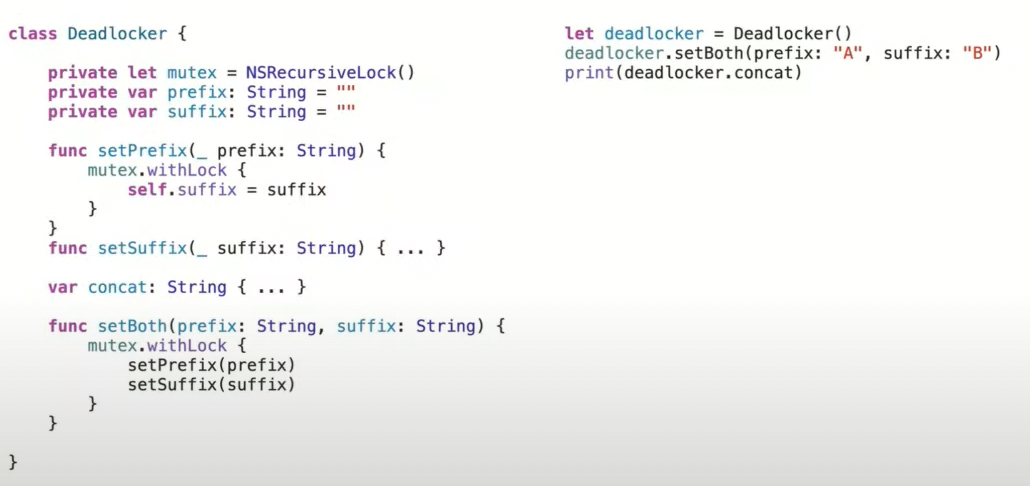 class Deadlocker {
private let mutex = NSRecursiveLock()
private var prefix: String = ""
private var suffix: String = ""
func setPrefix(_ prefix: String) {
mutex.withLock {
self.suffix = suffix
}
}
func setSuffix(_ suffix: String) { ... }
var concat: String { ... }
func setBoth(prefix: String, suffix: String) {
mutex.withLock {
setPrefix(prefix)
setSuffix(suffix)
}
}
}
let deadlocker = Deadlocker()
deadlocker.setBoth(prefix: "A", suffix: "B")
print(deadlocker.concat)